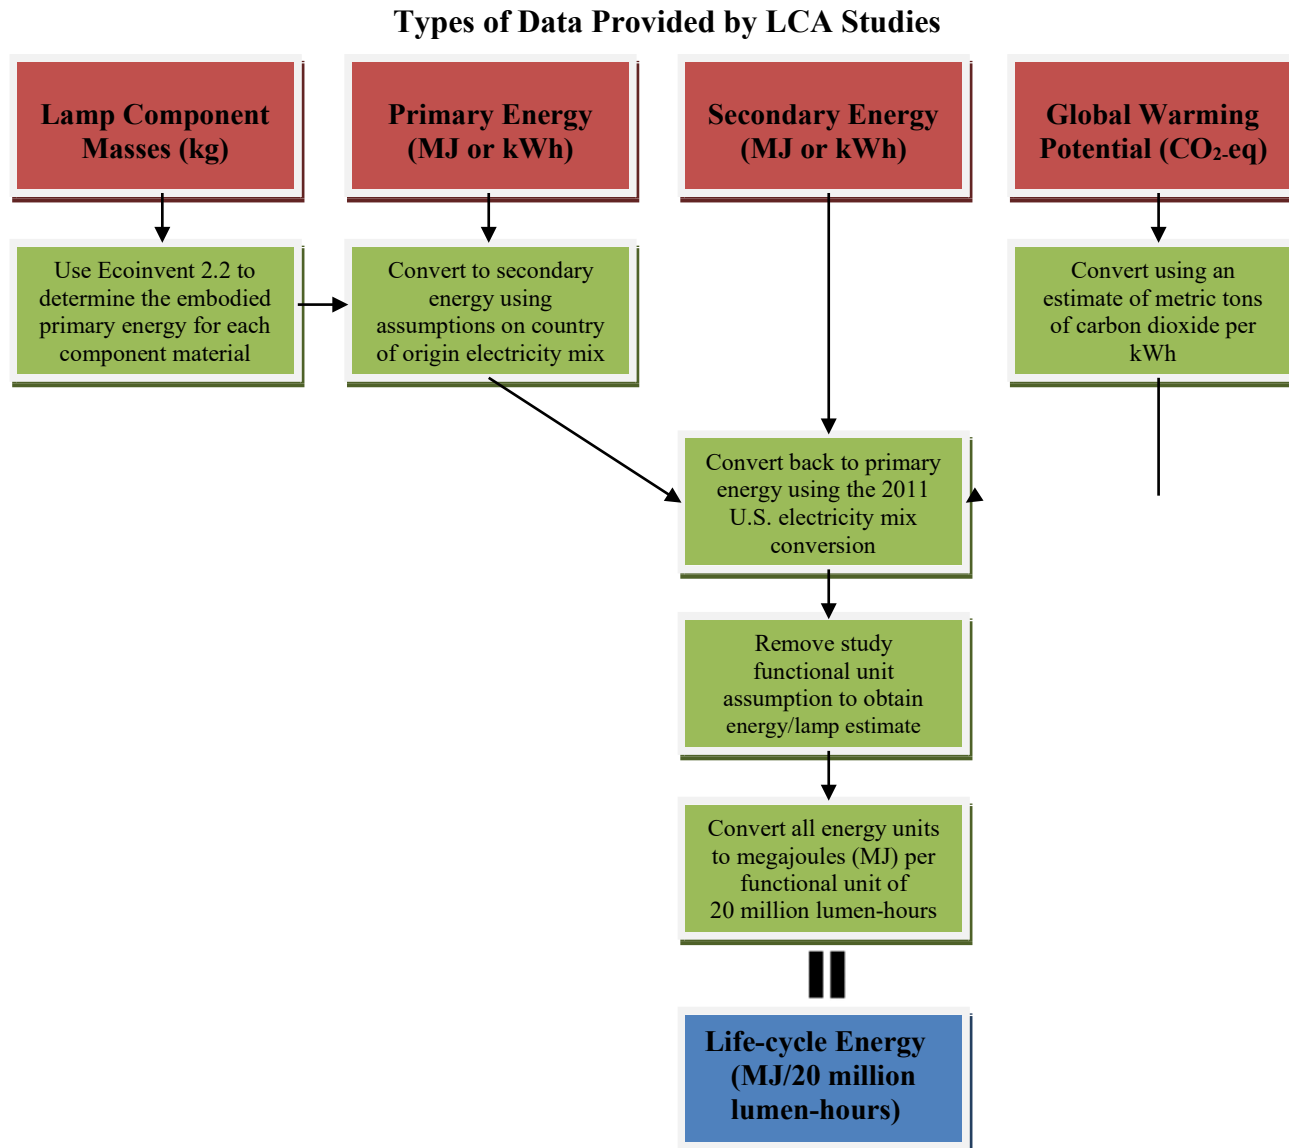 Types of Data Provided by LCA Studies
Lamp Component
Masses (kg)
Primary Energy
(MJ or kWh)
Secondary Energy
(MJ or kWh)
Global Warming
Potential (CO₂-eq)
Use Ecoinvent 2.2 to
determine the embodied
primary energy for each
component material
Convert to secondary
energy using
assumptions on country
of origin electricity mix
Convert using an
estimate of metric tons
of carbon dioxide per
kWh
Convert back to primary
energy using the 2011
U.S. electricity mix
conversion
Remove study
functional unit
assumption to obtain
energy/lamp estimate
Convert all energy units
to megajoules (MJ) per
functional unit of
20 million lumen-hours
Life-cycle Energy
(MJ/20 million
lumen-hours)